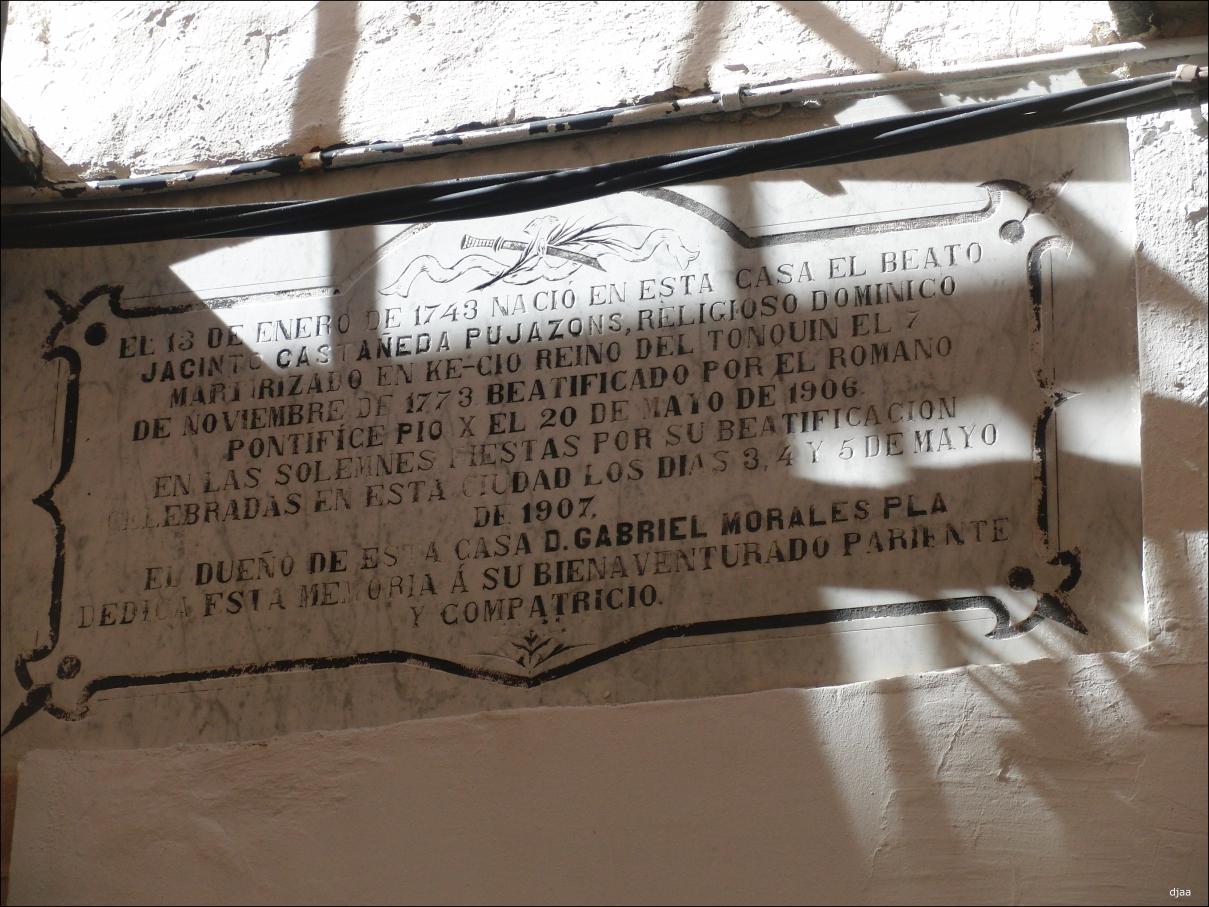 EL 13 DE ENERO DE 1743 NACIÓ EN ESTA CASA EL BEATO
JACINTO CASTAÑEDA PUJAZONS, RELIGIOSO DOMINICO
MARTIRIZADO EN KE-CIO REINO DEL TONQUIN EL 7
DE NOVIEMBRE DE 1773 BEATIFICADO POR EL ROMANO
PONTIFÍCE PIO X EL 20 DE MAYO DE 1906.
EN LAS SOLEMNES FIESTAS POR SU BEATIFICACION
CELEBRADAS EN ESTA CIUDAD LOS DIAS 3, 4 Y 5 DE MAYO
DE 1907.
EL DUEÑO DE ESTA CASA D. GABRIEL MORALES PLA
DEDICA ESTA MEMORIA Á SU BIENAVENTURADO PARIENTE
Y COMPATRICIO.
djaa